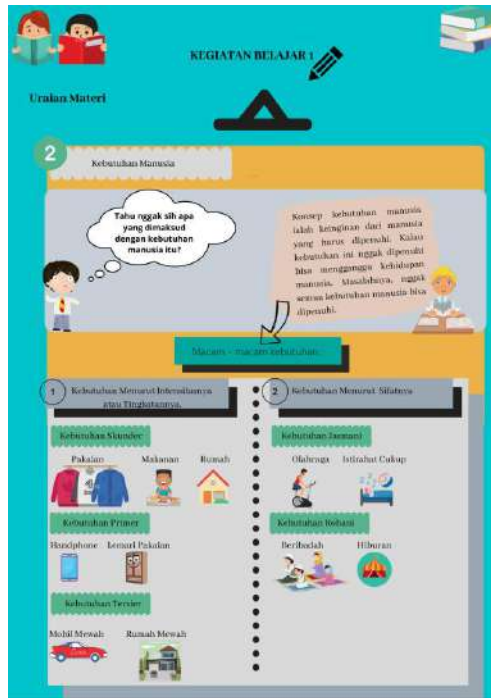 KEGIATAN BELAJAR 1
Uraian Materi
2
Kebutuhan Manusia
Tahu nggak sih apa
yang dimaksud
dengan kebutuhan
manusia itu?
Konsep kebutuhan manusia
ialah keinginan dari manusia
yang harus dipenuhi. Kalau
kebutuhan ini nggak dipenuhi
bisa mengganggu kehidupan
manusia. Masalahnya, nggak
semua kebutuhan manusia bisa
dipenuhi.
Macam - macam kebutuhan
1
Kebutuhan Menurut Intensitasnya
atau Tingkatannya.
Kebutuhan Skunder
Pakaian Makanan Rumah
Kebutuhan Primer
Handphone Lemari Pakaian
Kebutuhan Tersier
Mobil Mewah Rumah Mewah
2
Kebutuhan Menurut Sifatnya
Kebutuhan Jasmani
Olahraga Istirahat Cukup
Kebutuhan Rohani
Beribadah Hiburan